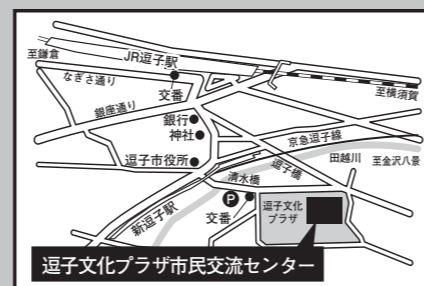 至鎌倉
JR逗子駅
なぎさ通り
至横須賀
交番
銀座通り
銀行
神社
京急逗子線
逗子市役所
逗子橋
田越川
至金沢八景
清水橋
P
新逗子駅
交番
逗子文化
プラザ
逗子文化プラザ市民交流センター